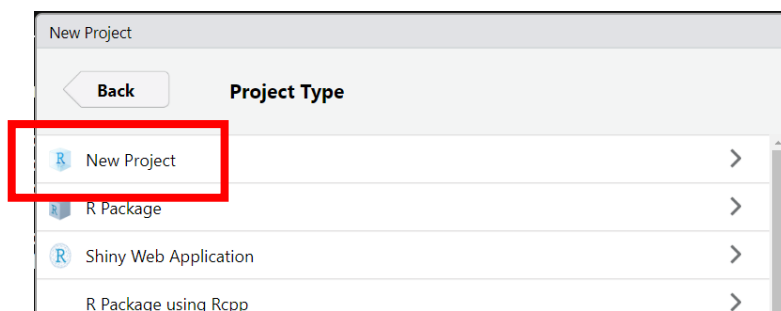 New Project
Back
Project Type
New Project
R Package
Shiny Web Application
R Package using Rcpp